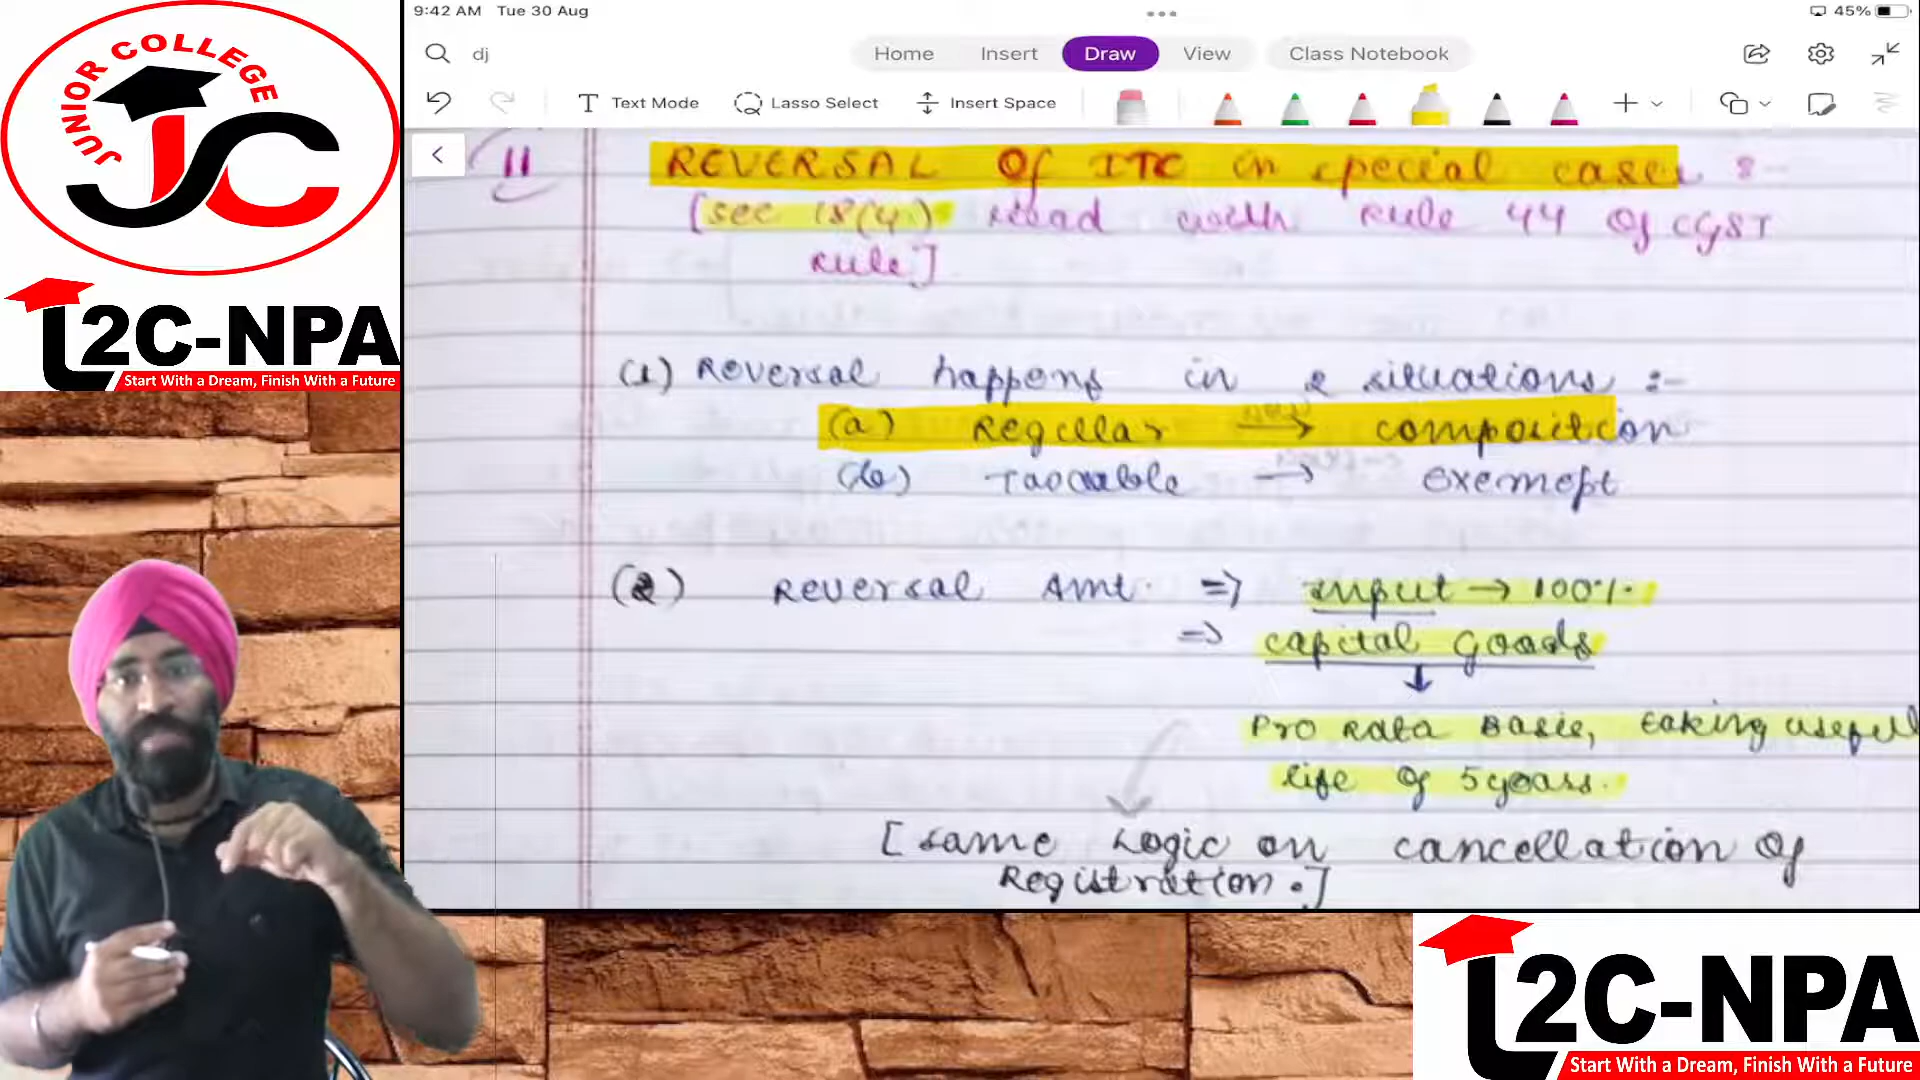 JUNIOR COLLEGE
JC
L2C-NPA
Start With a Dream, Finish With a Future
9:42 AM Tue 30 Aug
45%
dj
Home Insert Draw View Class Notebook
Text Mode Lasso Select Insert Space
11 REVERSAL Of ITC in special cases :-
[sec 18(4) read with rule 44 of CGST
rule]
(1) Reversal happens in 2 situations :-
(a) Regular → composition
(b) Taxable → exempt
(2) Reversal Amt. => input → 100%.
=> capital goods
↓
Pro Rata Basis, taking useful
life of 5 years.
[same Logic on cancellation of
Registration.]
L2C-NPA
Start With a Dream, Finish With a Future